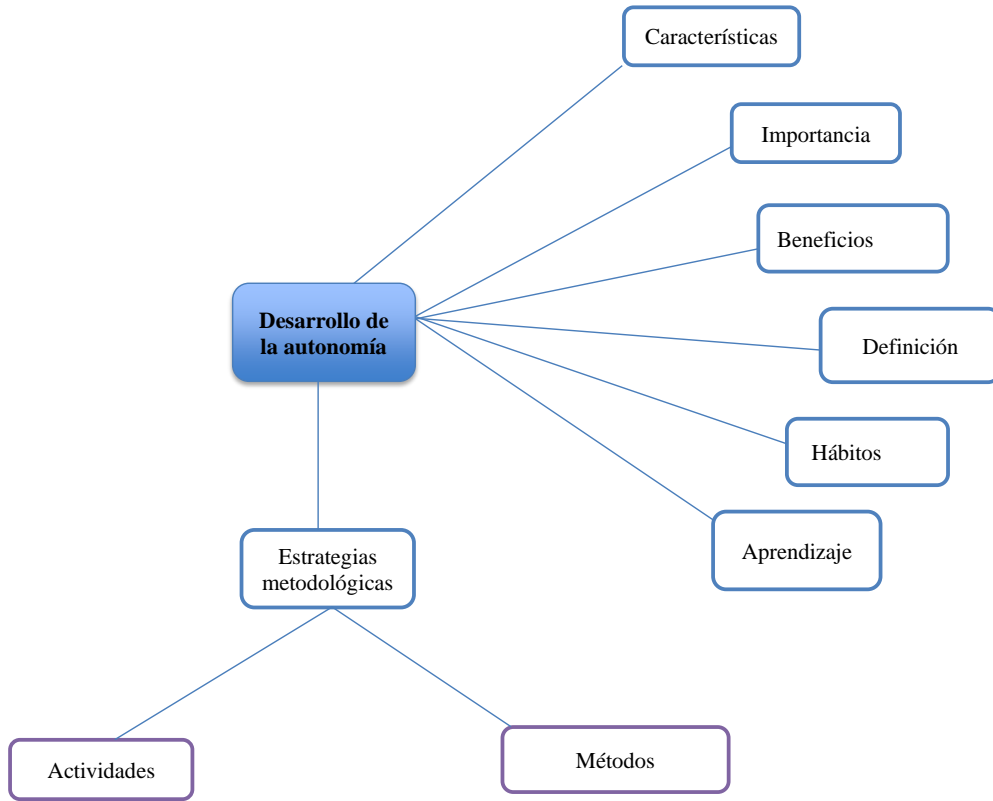 Características
Importancia
Beneficios
Desarrollo de
la autonomía
Definición
Hábitos
Aprendizaje
Estrategias
metodológicas
Actividades
Métodos